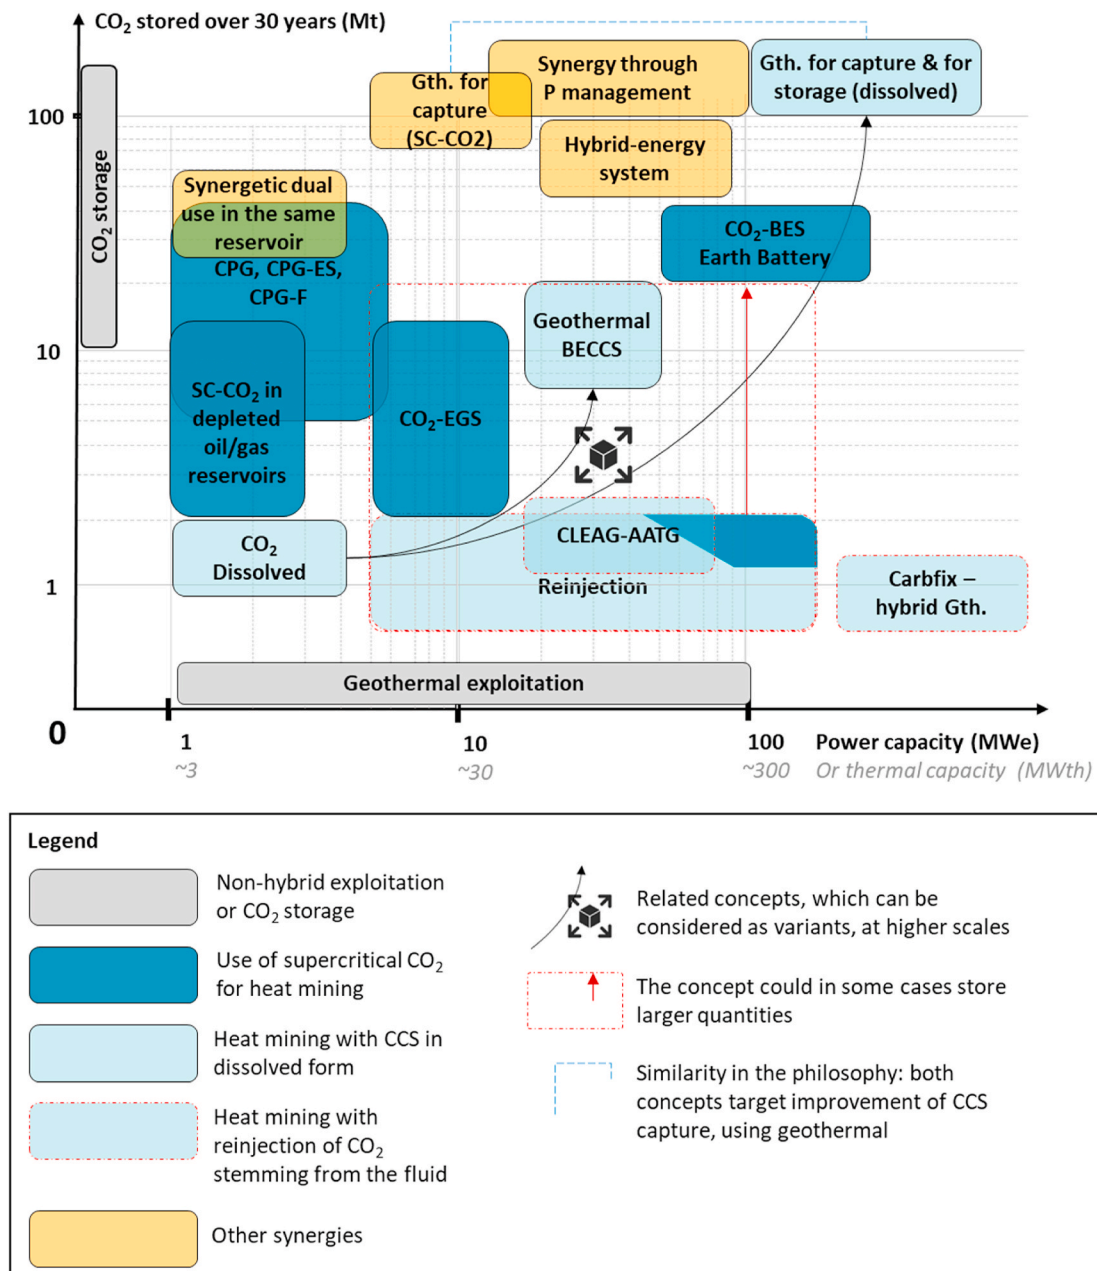 CO₂ stored over 30 years (Mt)
Gth. for
capture
(SC-CO2)
Synergy through
P management
Gth. for capture & for
storage (dissolved)
100
Hybrid-energy
system
CO₂ storage
Synergetic dual
use in the same
reservoir
CPG, CPG-ES,
CPG-F
CO₂-BES
Earth Battery
Geothermal
BECCS
10
SC-CO₂ in
depleted
oil/gas
reservoirs
CO₂-EGS
CO₂
Dissolved
CLEAG-AATG
Reinjection
Carbfix –
hybrid Gth.
1
Geothermal exploitation
0
1
10
100
Power capacity (MWe)
~3
~30
~300
Or thermal capacity (MWth)
Legend
Non-hybrid exploitation
or CO₂ storage
Use of supercritical CO₂
for heat mining
Heat mining with CCS in
dissolved form
Heat mining with
reinjection of CO₂
stemming from the fluid
Other synergies
Related concepts, which can be
considered as variants, at higher scales
The concept could in some cases store
larger quantities
Similarity in the philosophy: both
concepts target improvement of CCS
capture, using geothermal